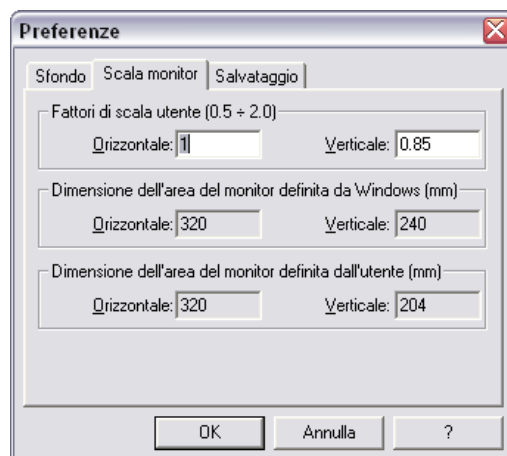 Preferenze
Sfondo Scala monitor Salvataggio
Fattori di scala utente (0.5 ÷ 2.0)
Orizzontale: 1 Verticale: 0.85
Dimensione dell'area del monitor definita da Windows (mm)
Orizzontale: 320 Verticale: 240
Dimensione dell'area del monitor definita dall'utente (mm)
Orizzontale: 320 Verticale: 204
OK Annulla ?